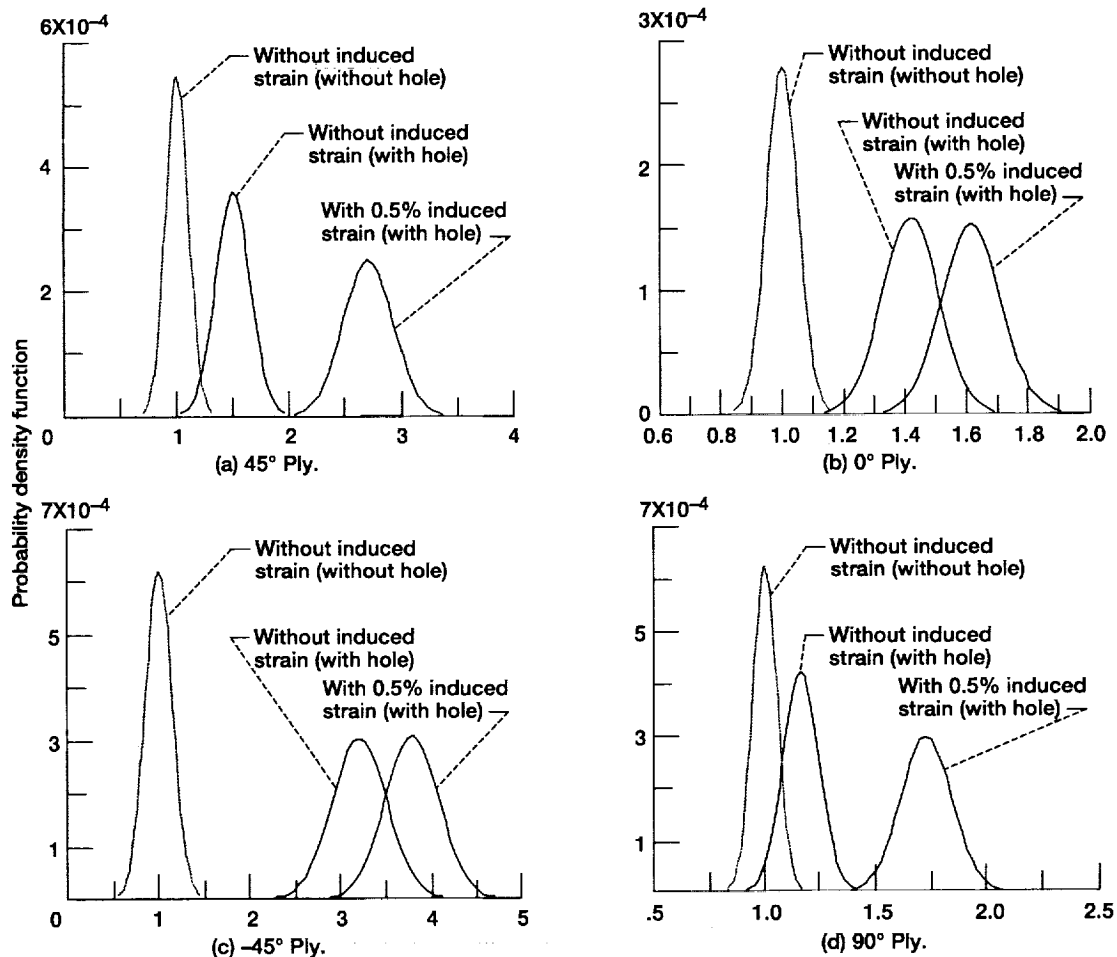 Probability density function
6X10–4
4
2
0
1
2
3
4
Without induced
strain (without hole)
Without induced
strain (with hole)
With 0.5% induced
strain (with hole)
(a) 45° Ply.
3X10–4
2
1
0
0.6
0.8
1.0
1.2
1.4
1.6
1.8
2.0
Without induced
strain (without hole)
Without induced
strain (with hole)
With 0.5% induced
strain (with hole)
(b) 0° Ply.
7X10–4
5
3
1
0
1
2
3
4
5
Without induced
strain (without hole)
Without induced
strain (with hole)
With 0.5% induced
strain (with hole)
(c) –45° Ply.
7X10–4
5
3
1
.5
1.0
1.5
2.0
2.5
Without induced
strain (without hole)
Without induced
strain (with hole)
With 0.5% induced
strain (with hole)
(d) 90° Ply.